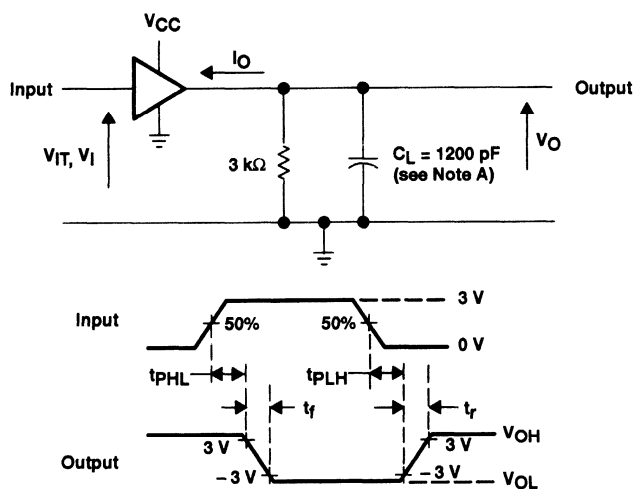 VCC
IO
Input
Output
VIT, VI
3 kΩ
CL = 1200 pF
(see Note A)
VO
3 V
Input
50%
50%
0 V
tPHL
tPLH
tf
tr
VOH
3 V
3 V
Output
– 3 V
– 3 V
VOL